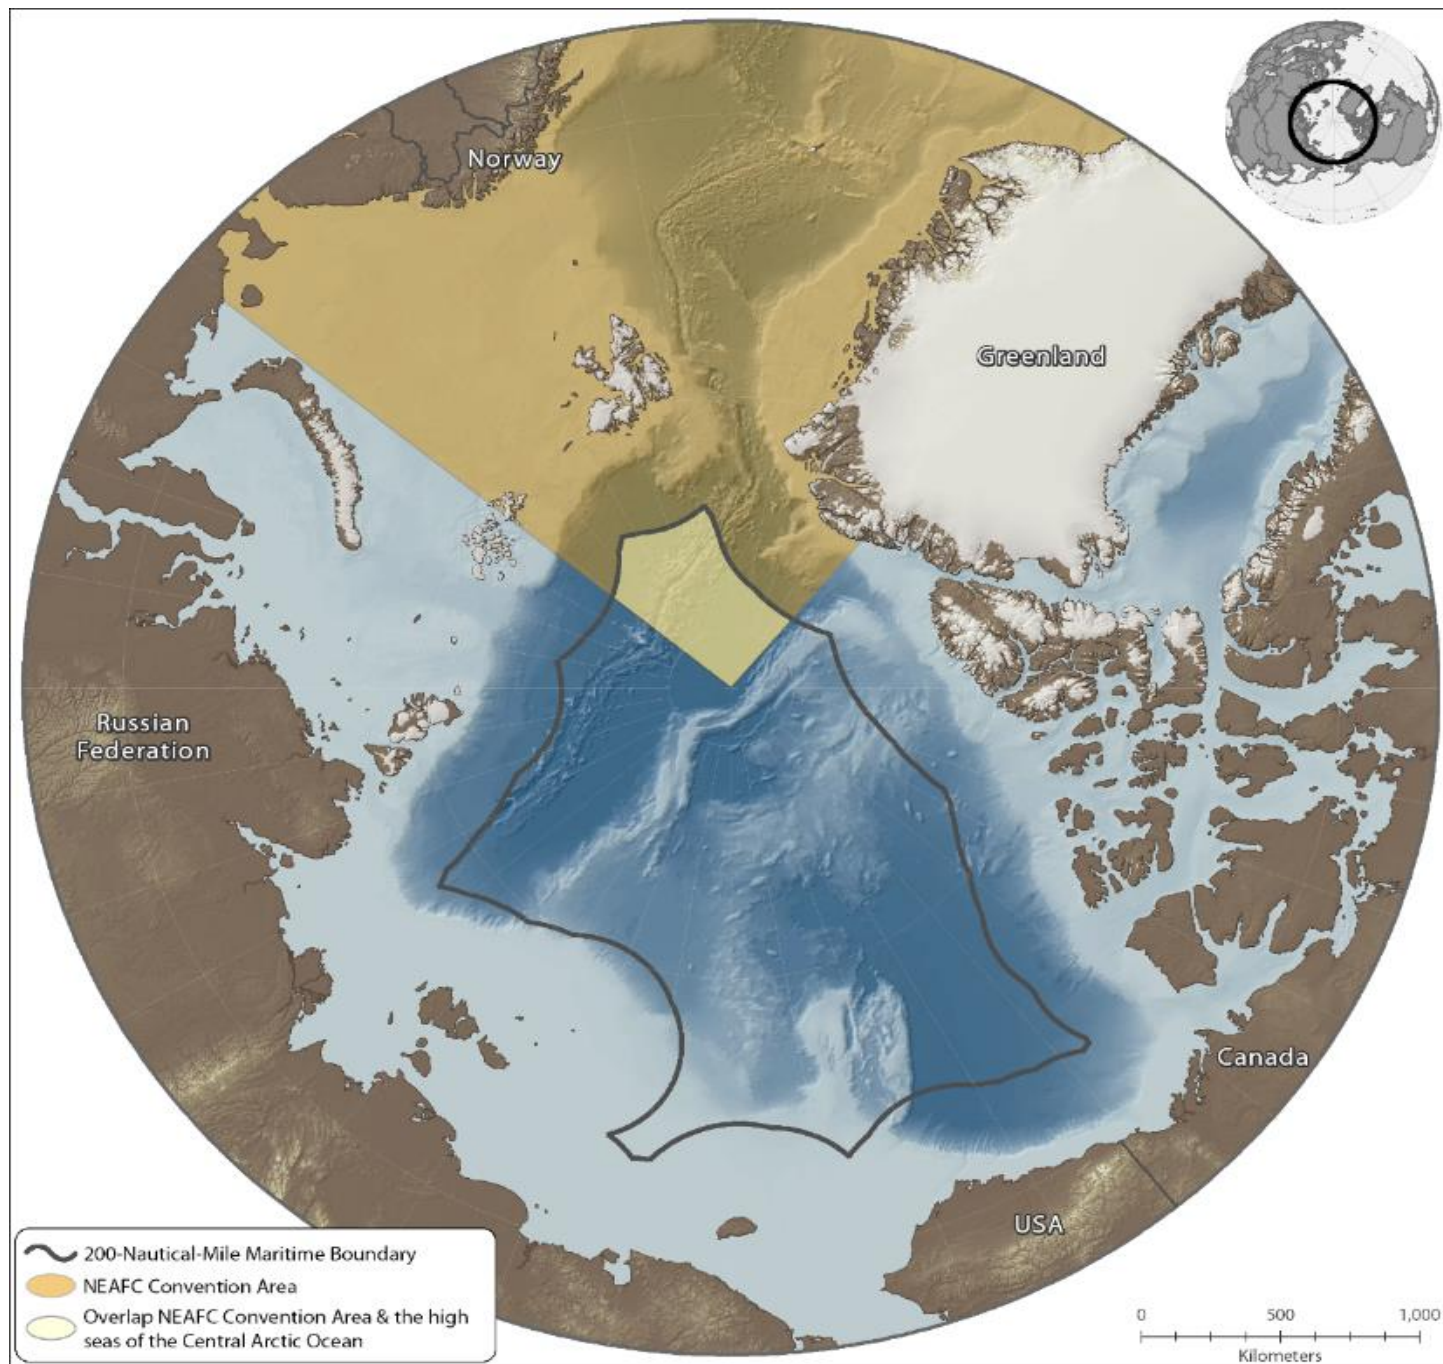 Norway
Greenland
Russian
Federation
Canada
USA
200-Nautical-Mile Maritime Boundary
NEAFC Convention Area
Overlap NEAFC Convention Area & the high
seas of the Central Arctic Ocean
0 500 1,000
Kilometers